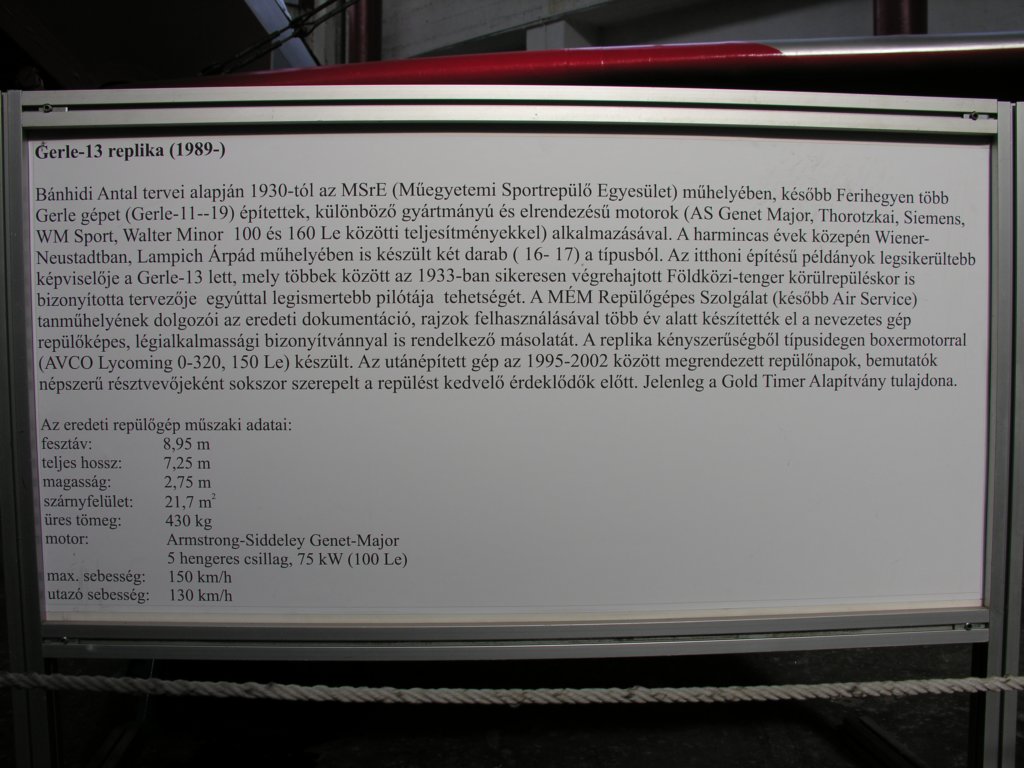 Gerle-13 replika (1989-)
Bánhidi Antal tervei alapján 1930-tól az MSrE (Műegyetemi Sportrepülő Egyesület) műhelyében, később Ferihegyen több
Gerle gépet (Gerle-11--19) építettek, különböző gyártmányú és elrendezésű motorok (AS Genet Major, Thorotzkai, Siemens,
WM Sport, Walter Minor 100 és 160 Le közötti teljesítményekkel) alkalmazásával. A harmincas évek közepén Wiener-
Neustadtban, Lampich Árpád műhelyében is készült két darab ( 16- 17) a típusból. Az itthoni építésű példányok legsikerültebb
képviselője a Gerle-13 lett, mely többek között az 1933-ban sikeresen végrehajtott Földközi-tenger körülrepüléskor is
bizonyította tervezője egyúttal legismertebb pilótája tehetségét. A MÉM Repülőgépes Szolgálat (később Air Service)
tanműhelyének dolgozói az eredeti dokumentáció, rajzok felhasználásával több év alatt készítették el a nevezetes gép
repülőképes, légialkalmassági bizonyítvánnyal is rendelkező másolatát. A replika kényszerűségből típusidegen boxermotorral
(AVCO Lycoming 0-320, 150 Le) készült. Az utánépített gép az 1995-2002 között megrendezett repülőnapok, bemutatók
népszerű résztvevőjeként sokszor szerepelt a repülést kedvelő érdeklődők előtt. Jelenleg a Gold Timer Alapítvány tulajdona.
Az eredeti repülőgép műszaki adatai:
fesztáv: 8,95 m
teljes hossz: 7,25 m
magasság: 2,75 m
szárnyfelület: 21,7 m²
üres tömeg: 430 kg
motor: Armstrong-Siddeley Genet-Major
5 hengeres csillag, 75 kW (100 Le)
max. sebesség: 150 km/h
utazó sebesség: 130 km/h